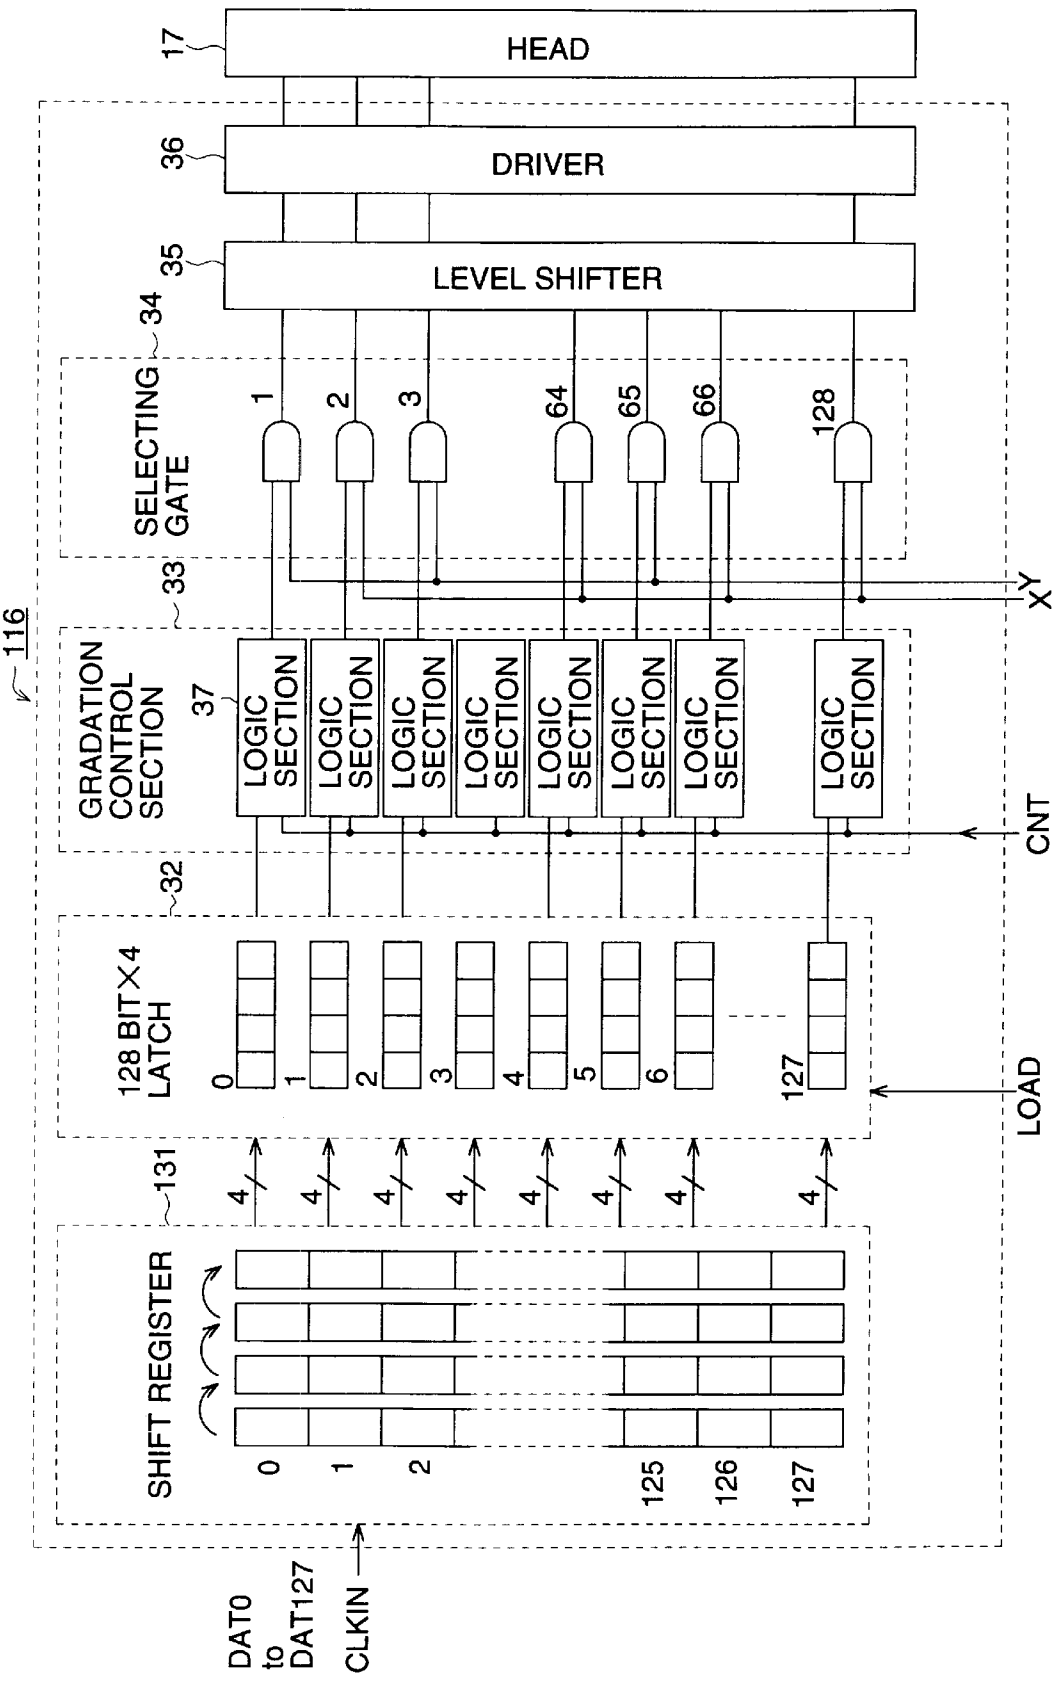 116
DAT0
to
DAT127
CLKIN
SHIFT REGISTER
131
0
1
2
125
126
127
4
4
4
4
4
4
4
4
128 BIT×4
LATCH
32
0
1
2
3
4
5
6
127
LOAD
GRADATION
CONTROL
SECTION
33
37
LOGIC
SECTION
LOGIC
SECTION
LOGIC
SECTION
LOGIC
SECTION
LOGIC
SECTION
LOGIC
SECTION
LOGIC
SECTION
LOGIC
SECTION
CNT
X
Y
SELECTING
GATE
34
1
2
3
64
65
66
128
35
LEVEL SHIFTER
36
DRIVER
17
HEAD